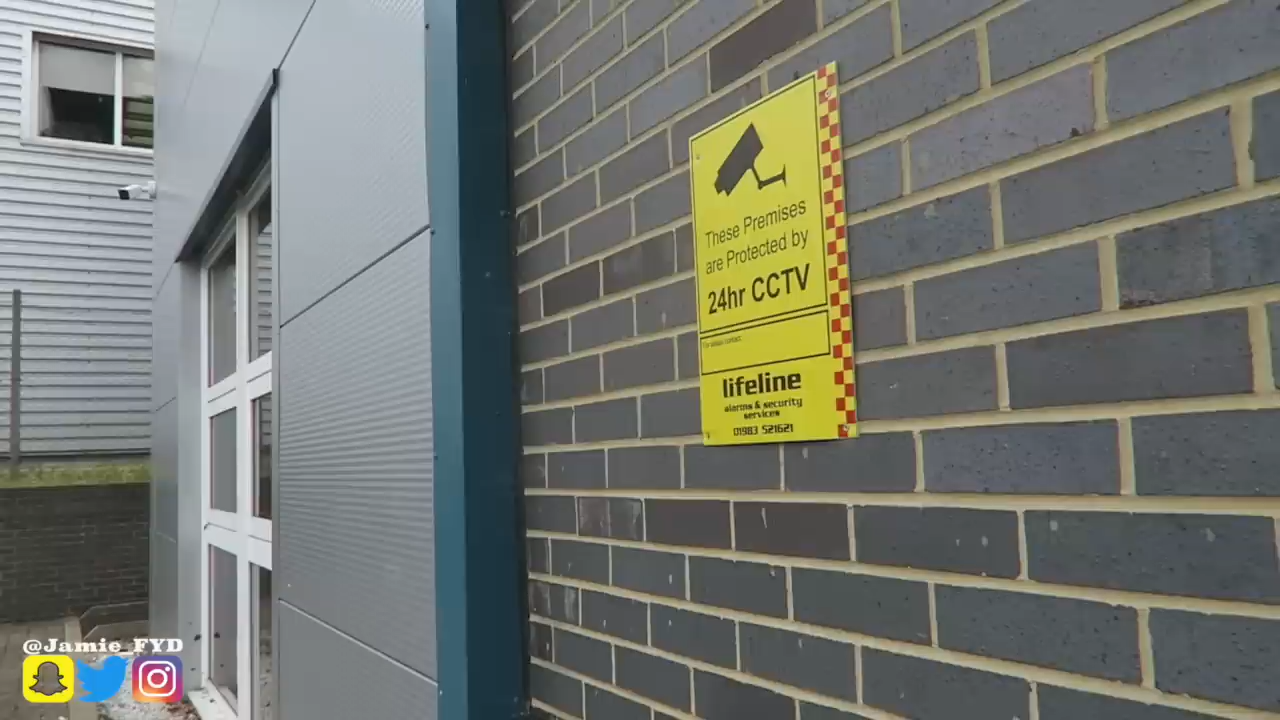 These Premises
are Protected by
24hr CCTV
lifeline
alarms & security
services
01983 521621
@Jamie_FYD